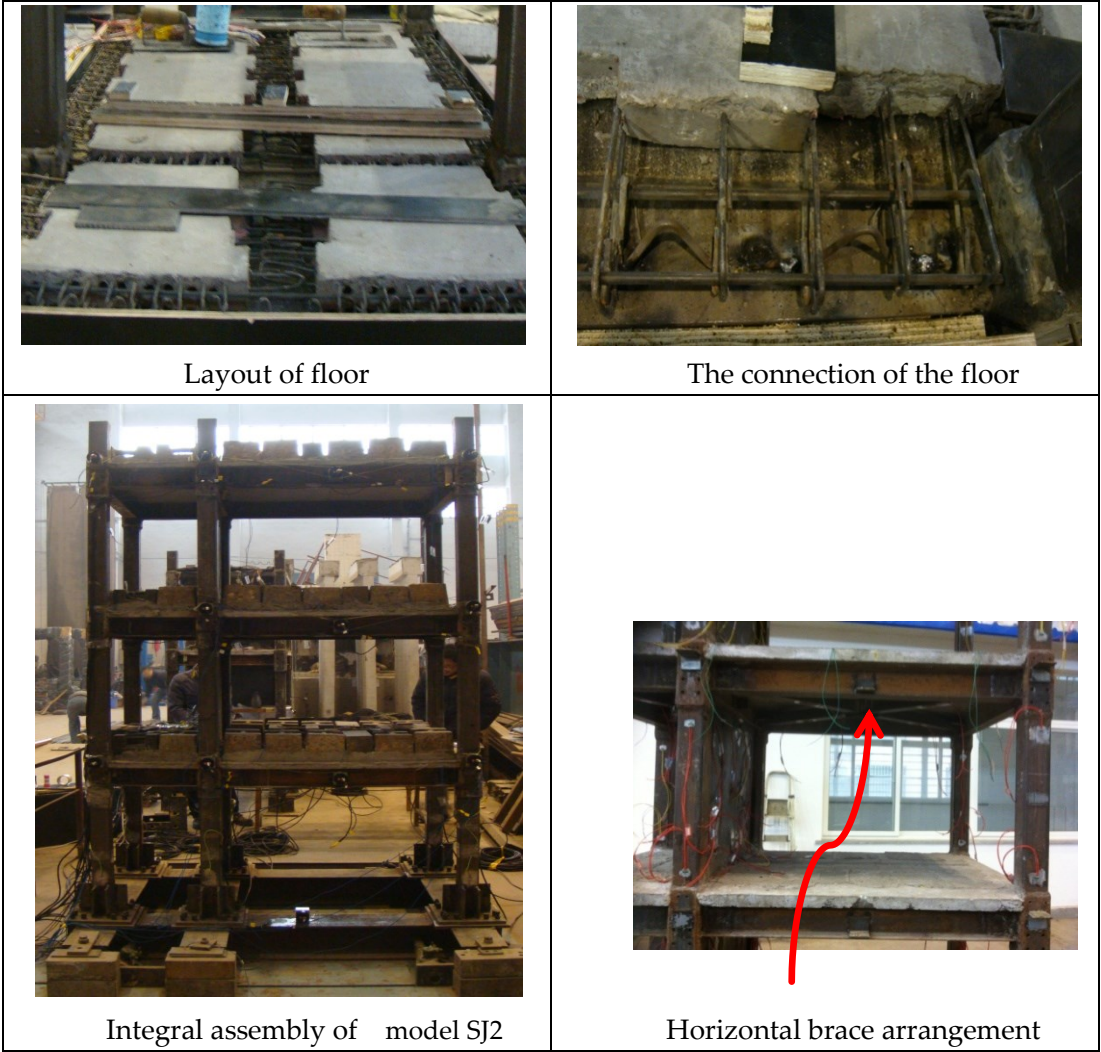 Layout of floor
The connection of the floor
Integral assembly of model SJ2
Horizontal brace arrangement